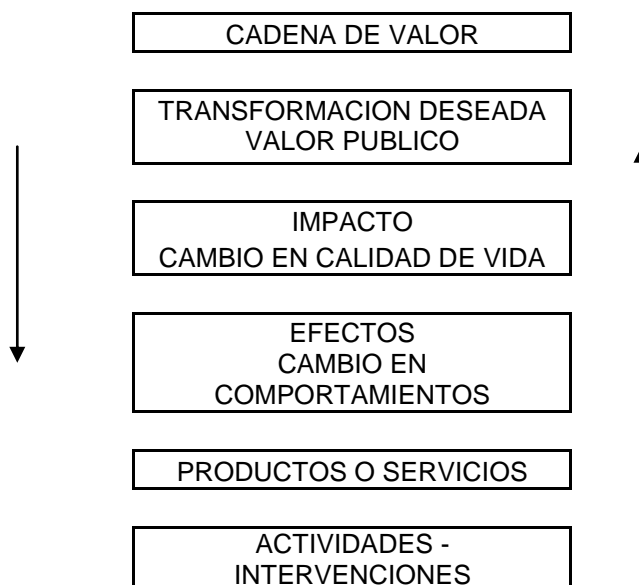 CADENA DE VALOR
TRANSFORMACION DESEADA
VALOR PUBLICO
IMPACTO
CAMBIO EN CALIDAD DE VIDA
EFECTOS
CAMBIO EN
COMPORTAMIENTOS
PRODUCTOS O SERVICIOS
ACTIVIDADES -
INTERVENCIONES